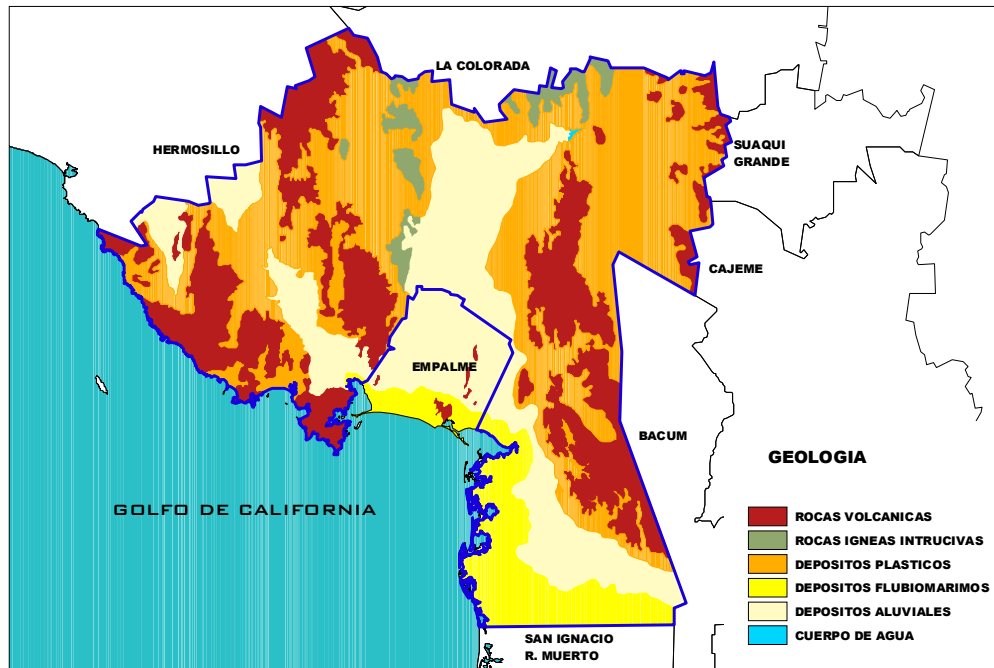 LA COLORADA
HERMOSILLO
SUAQUI
GRANDE
CAJEME
EMPALME
BACUM
GOLFO DE CALIFORNIA
SAN IGNACIO
R. MUERTO
GEOLOGIA
ROCAS VOLCANICAS
ROCAS IGNEAS INTRUCIVAS
DEPOSITOS PLASTICOS
DEPOSITOS FLUBIOMARIMOS
DEPOSITOS ALUVIALES
CUERPO DE AGUA